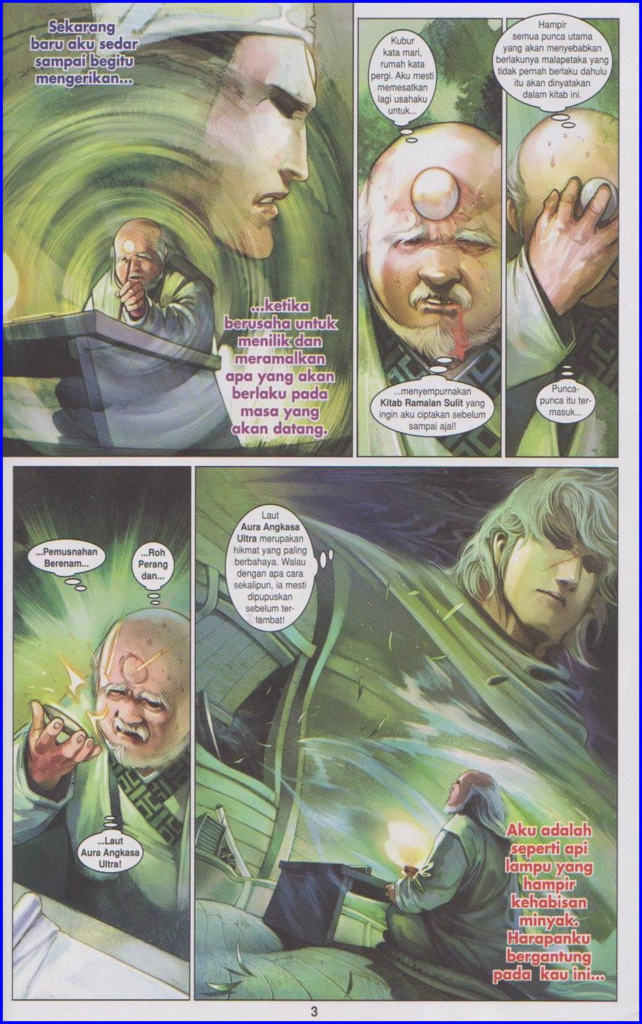 Sekarang
baru aku sedar
sampai begitu
mengerikan...
...ketika
berusaha untuk
menilik dan
meramalkan
apa yang akan
berlaku pada
masa yang
akan datang.
Kubur
kata mari,
rumah kata
pergi. Aku mesti
memesatkan
lagi usahaku
untuk...
...menyempurnakan
Kitab Ramalan Sulit yang
ingin aku ciptakan sebelum
sampai ajal!
Hampir
semua punca utama
yang akan menyebabkan
berlakunya malapetaka yang
tidak pernah berlaku dahulu
itu akan dinyatakan
dalam kitab ini.
Punca-
punca itu ter-
masuk...
...Pemusnahan
Berenam...
...Roh
Perang
dan...
...Laut
Aura Angkasa
Ultra!
Laut
Aura Angkasa
Ultra merupakan
hikmat yang paling
berbahaya. Walau
dengan apa cara
sekalipun, ia mesti
dipupuskan
sebelum ter-
lambat!
Aku adalah
seperti api
lampu yang
hampir
kehabisan
minyak.
Harapanku
bergantung
pada kau ini...
3